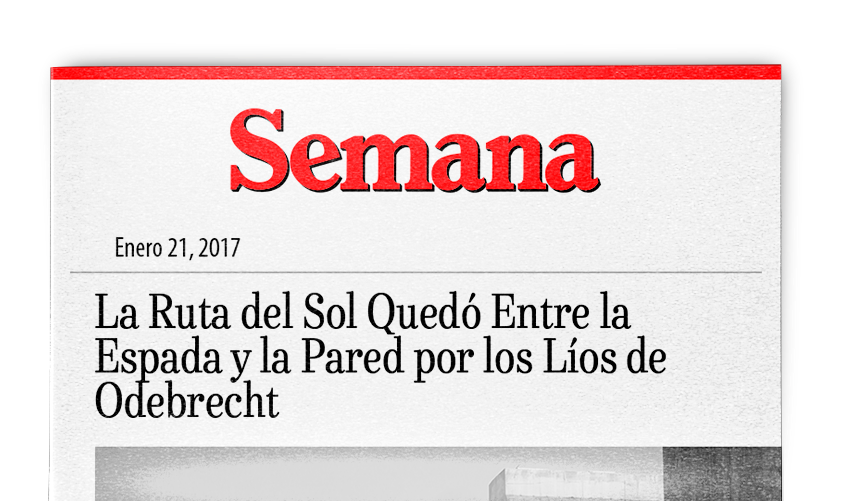 Semana
Enero 21, 2017
La Ruta del Sol Quedó Entre la
Espada y la Pared por los Líos de
Odebrecht